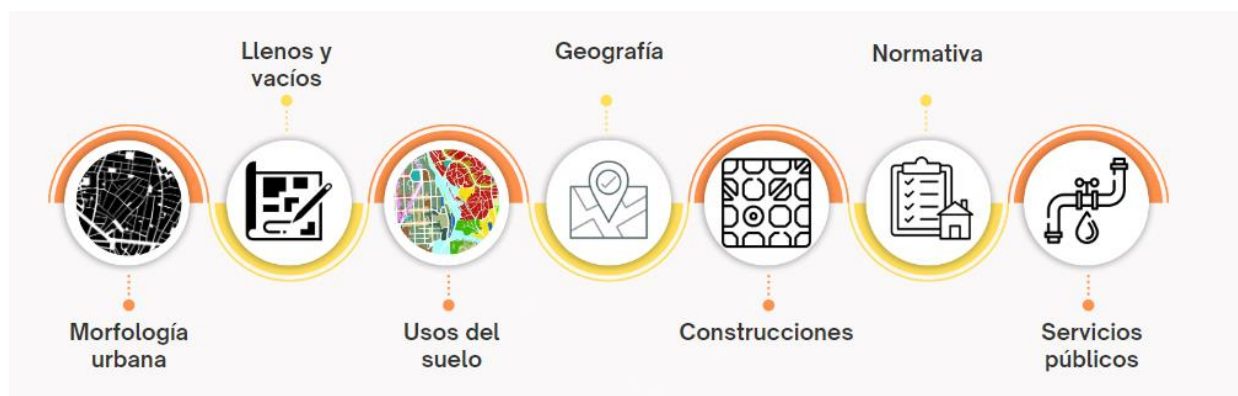 Llenos y
vacíos
Geografía
Normativa
Morfología
urbana
Usos del
suelo
Construcciones
Servicios
públicos